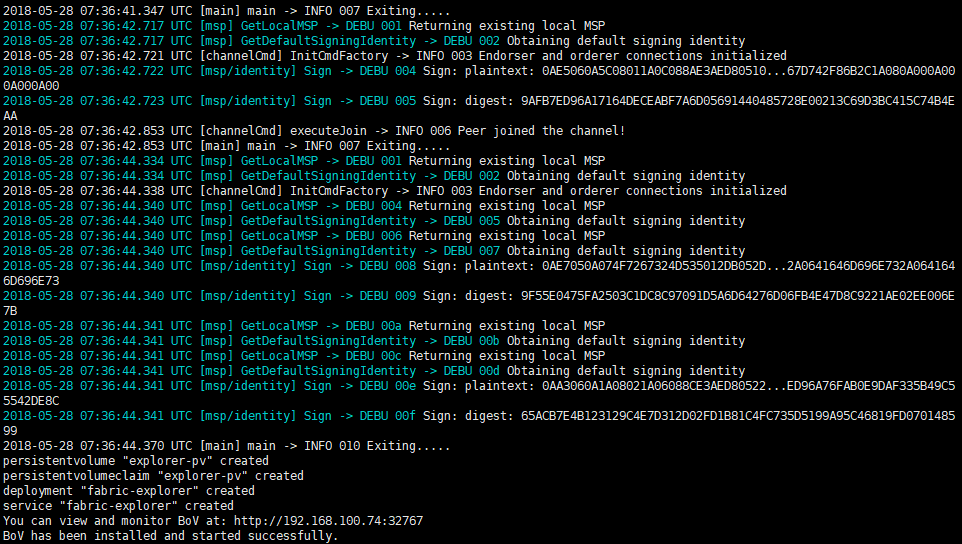 2018-05-28 07:36:41.347 UTC [main] main -> INFO 007 Exiting.....
2018-05-28 07:36:42.717 UTC [msp] GetLocalMSP -> DEBU 001 Returning existing local MSP
2018-05-28 07:36:42.717 UTC [msp] GetDefaultSigningIdentity -> DEBU 002 Obtaining default signing identity
2018-05-28 07:36:42.721 UTC [channelCmd] InitCmdFactory -> INFO 003 Endorser and orderer connections initialized
2018-05-28 07:36:42.722 UTC [msp/identity] Sign -> DEBU 004 Sign: plaintext: 0AE5060A5C08011A0C088AE3AED80510...67D742F86B2C1A080A000A00
0A000A00
2018-05-28 07:36:42.723 UTC [msp/identity] Sign -> DEBU 005 Sign: digest: 9AFB7ED96A17164DECEABF7A6D05691440485728E00213C69D3BC415C74B4E
AA
2018-05-28 07:36:42.853 UTC [channelCmd] executeJoin -> INFO 006 Peer joined the channel!
2018-05-28 07:36:42.853 UTC [main] main -> INFO 007 Exiting.....
2018-05-28 07:36:44.334 UTC [msp] GetLocalMSP -> DEBU 001 Returning existing local MSP
2018-05-28 07:36:44.334 UTC [msp] GetDefaultSigningIdentity -> DEBU 002 Obtaining default signing identity
2018-05-28 07:36:44.338 UTC [channelCmd] InitCmdFactory -> INFO 003 Endorser and orderer connections initialized
2018-05-28 07:36:44.340 UTC [msp] GetLocalMSP -> DEBU 004 Returning existing local MSP
2018-05-28 07:36:44.340 UTC [msp] GetDefaultSigningIdentity -> DEBU 005 Obtaining default signing identity
2018-05-28 07:36:44.340 UTC [msp] GetLocalMSP -> DEBU 006 Returning existing local MSP
2018-05-28 07:36:44.340 UTC [msp] GetDefaultSigningIdentity -> DEBU 007 Obtaining default signing identity
2018-05-28 07:36:44.340 UTC [msp/identity] Sign -> DEBU 008 Sign: plaintext: 0AE7050A074F7267324D535012DB052D...2A0641646D696E732A064164
6D696E73
2018-05-28 07:36:44.340 UTC [msp/identity] Sign -> DEBU 009 Sign: digest: 9F55E0475FA2503C1DC8C97091D5A6D64276D06FB4E47D8C9221AE02EE006E
7B
2018-05-28 07:36:44.341 UTC [msp] GetLocalMSP -> DEBU 00a Returning existing local MSP
2018-05-28 07:36:44.341 UTC [msp] GetDefaultSigningIdentity -> DEBU 00b Obtaining default signing identity
2018-05-28 07:36:44.341 UTC [msp] GetLocalMSP -> DEBU 00c Returning existing local MSP
2018-05-28 07:36:44.341 UTC [msp] GetDefaultSigningIdentity -> DEBU 00d Obtaining default signing identity
2018-05-28 07:36:44.341 UTC [msp/identity] Sign -> DEBU 00e Sign: plaintext: 0AA3060A1A08021A06088CE3AED80522...ED96A76FAB0E9DAF335B49C5
5542DE8C
2018-05-28 07:36:44.341 UTC [msp/identity] Sign -> DEBU 00f Sign: digest: 65ACB7E4B123129C4E7D312D02FD1B81C4FC735D5199A95C46819FD0701485
99
2018-05-28 07:36:44.370 UTC [main] main -> INFO 010 Exiting.....
persistentvolume "explorer-pv" created
persistentvolumeclaim "explorer-pv" created
deployment "fabric-explorer" created
service "fabric-explorer" created
You can view and monitor BoV at: http://192.168.100.74:32767
BoV has been installed and started successfully.